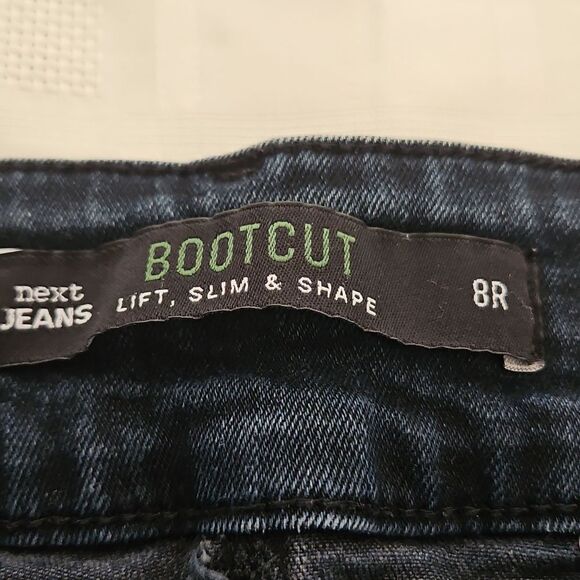 next
JEANS
BOOTCUT
LIFT, SLIM & SHAPE
8R